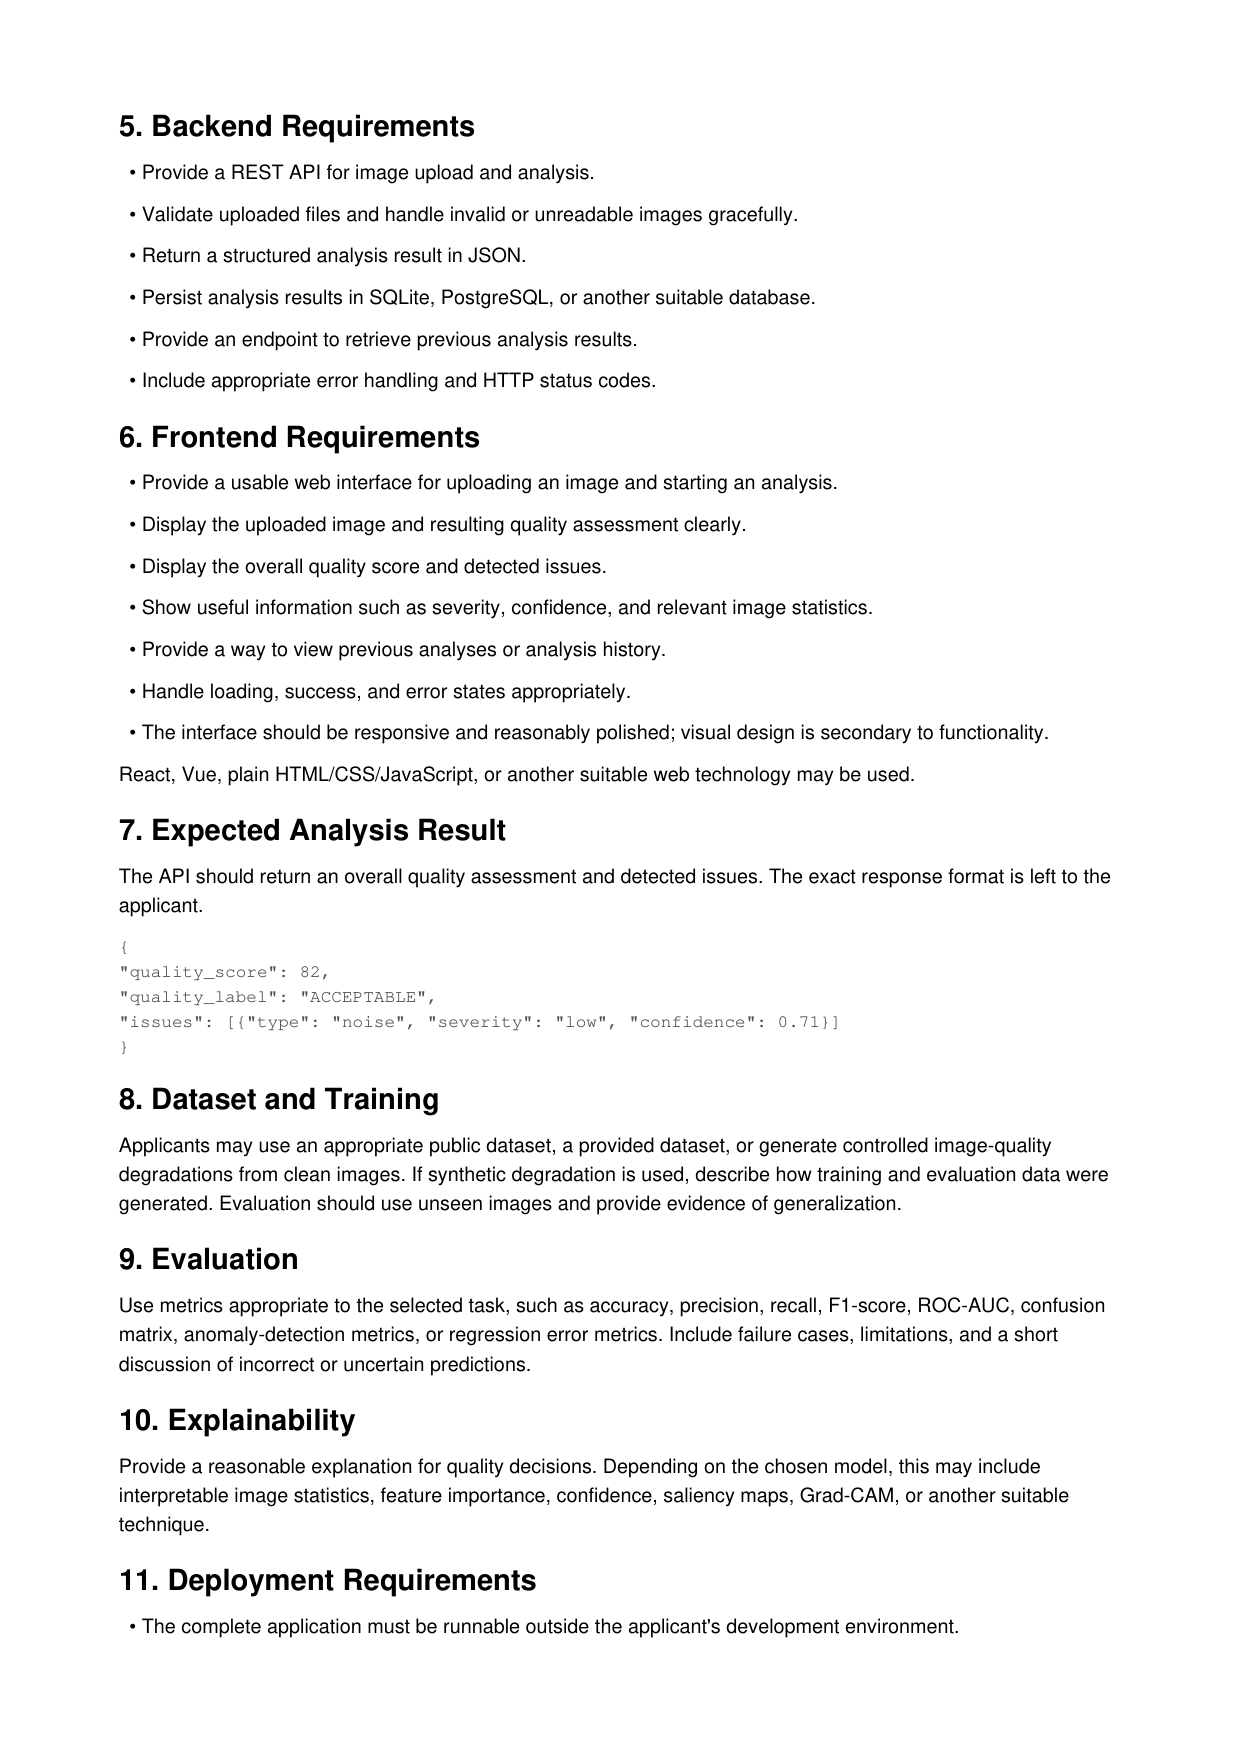 5. Backend Requirements
• Provide a REST API for image upload and analysis.
• Validate uploaded files and handle invalid or unreadable images gracefully.
• Return a structured analysis result in JSON.
• Persist analysis results in SQLite, PostgreSQL, or another suitable database.
• Provide an endpoint to retrieve previous analysis results.
• Include appropriate error handling and HTTP status codes.
6. Frontend Requirements
• Provide a usable web interface for uploading an image and starting an analysis.
• Display the uploaded image and resulting quality assessment clearly.
• Display the overall quality score and detected issues.
• Show useful information such as severity, confidence, and relevant image statistics.
• Provide a way to view previous analyses or analysis history.
• Handle loading, success, and error states appropriately.
• The interface should be responsive and reasonably polished; visual design is secondary to functionality.
React, Vue, plain HTML/CSS/JavaScript, or another suitable web technology may be used.
7. Expected Analysis Result
The API should return an overall quality assessment and detected issues. The exact response format is left to the
applicant.
{
"quality_score": 82,
"quality_label": "ACCEPTABLE",
"issues": [{"type": "noise", "severity": "low", "confidence": 0.71}]
}
8. Dataset and Training
Applicants may use an appropriate public dataset, a provided dataset, or generate controlled image-quality
degradations from clean images. If synthetic degradation is used, describe how training and evaluation data were
generated. Evaluation should use unseen images and provide evidence of generalization.
9. Evaluation
Use metrics appropriate to the selected task, such as accuracy, precision, recall, F1-score, ROC-AUC, confusion
matrix, anomaly-detection metrics, or regression error metrics. Include failure cases, limitations, and a short
discussion of incorrect or uncertain predictions.
10. Explainability
Provide a reasonable explanation for quality decisions. Depending on the chosen model, this may include
interpretable image statistics, feature importance, confidence, saliency maps, Grad-CAM, or another suitable
technique.
11. Deployment Requirements
• The complete application must be runnable outside the applicant's development environment.